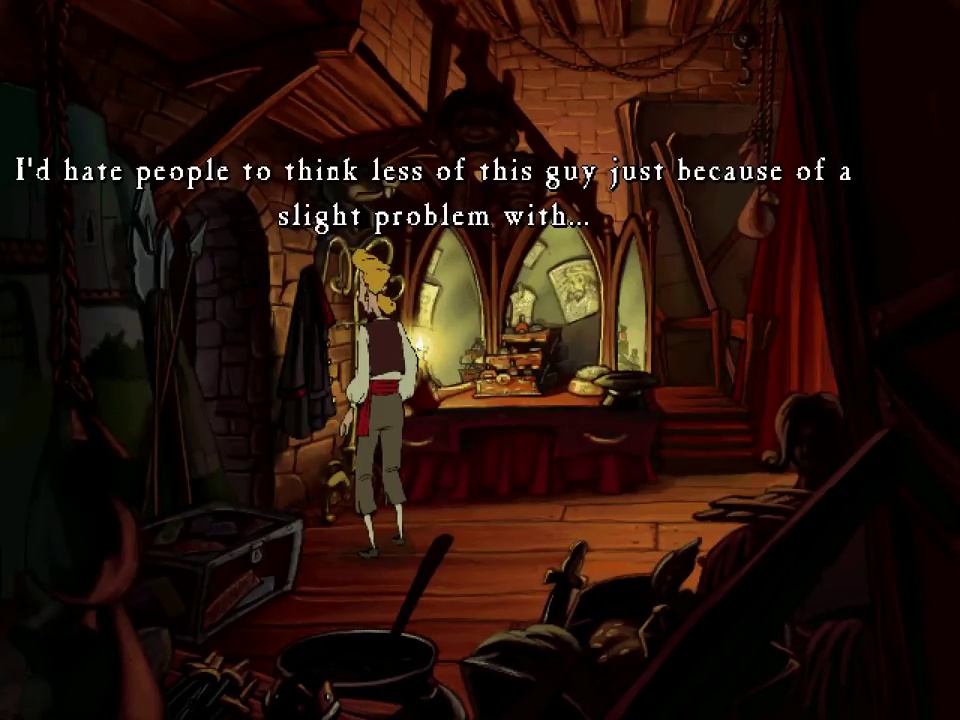 I'd hate people to think less of this guy just because of a
slight problem with...